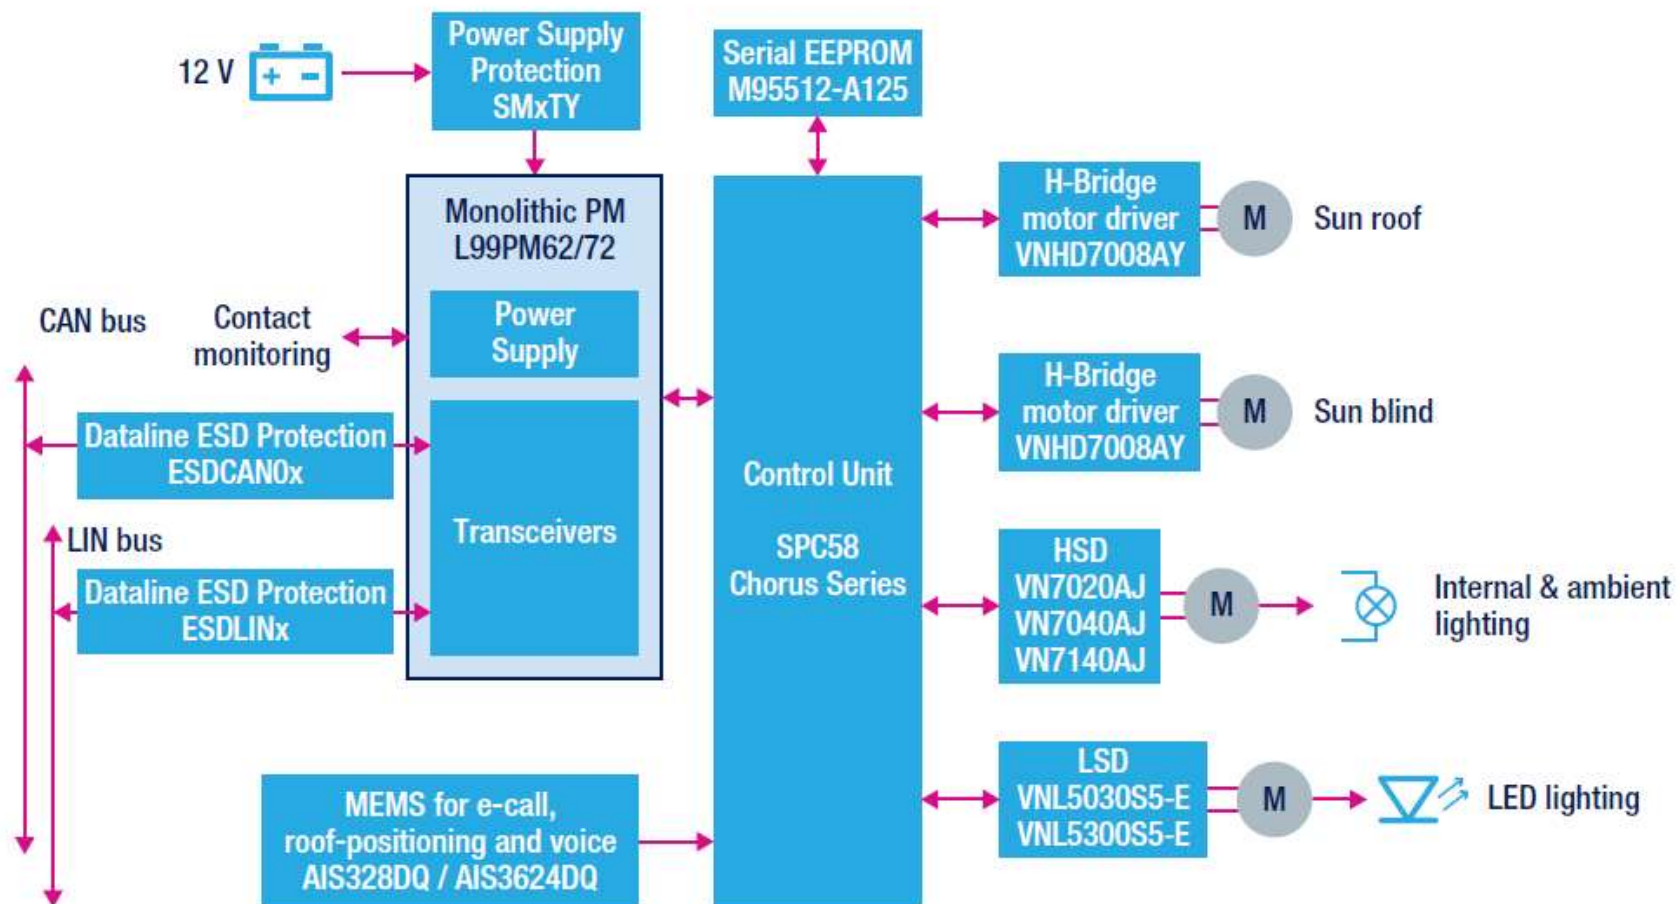 12 V
+ -
Power Supply
Protection
SMxTY
Serial EEPROM
M95512-A125
Monolithic PM
L99PM62/72
Power
Supply
Transceivers
CAN bus
Contact
monitoring
Dataline ESD Protection
ESDCAN0x
LIN bus
Dataline ESD Protection
ESDLINx
MEMS for e-call,
roof-positioning and voice
AIS328DQ / AIS3624DQ
Control Unit
SPC58
Chorus Series
H-Bridge
motor driver
VNHD7008AY
M
Sun roof
H-Bridge
motor driver
VNHD7008AY
M
Sun blind
HSD
VN7020AJ
VN7040AJ
VN7140AJ
M
Internal & ambient
lighting
LSD
VNL5030S5-E
VNL5300S5-E
M
LED lighting